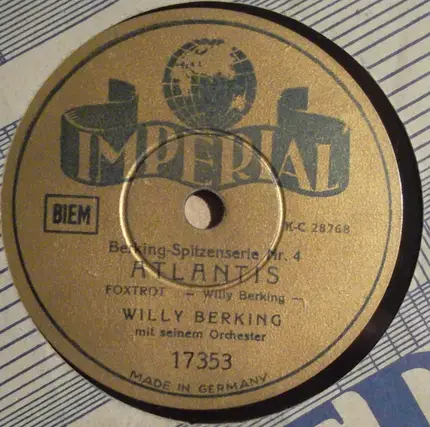 IMPERIAL
BIEM
K-C 28768
Berking-Spitzenserie Nr. 4
ATLANTIS
FOXTROT - Willy Berking -
WILLY BERKING
mit seinem Orchester
17353
MADE IN GERMANY